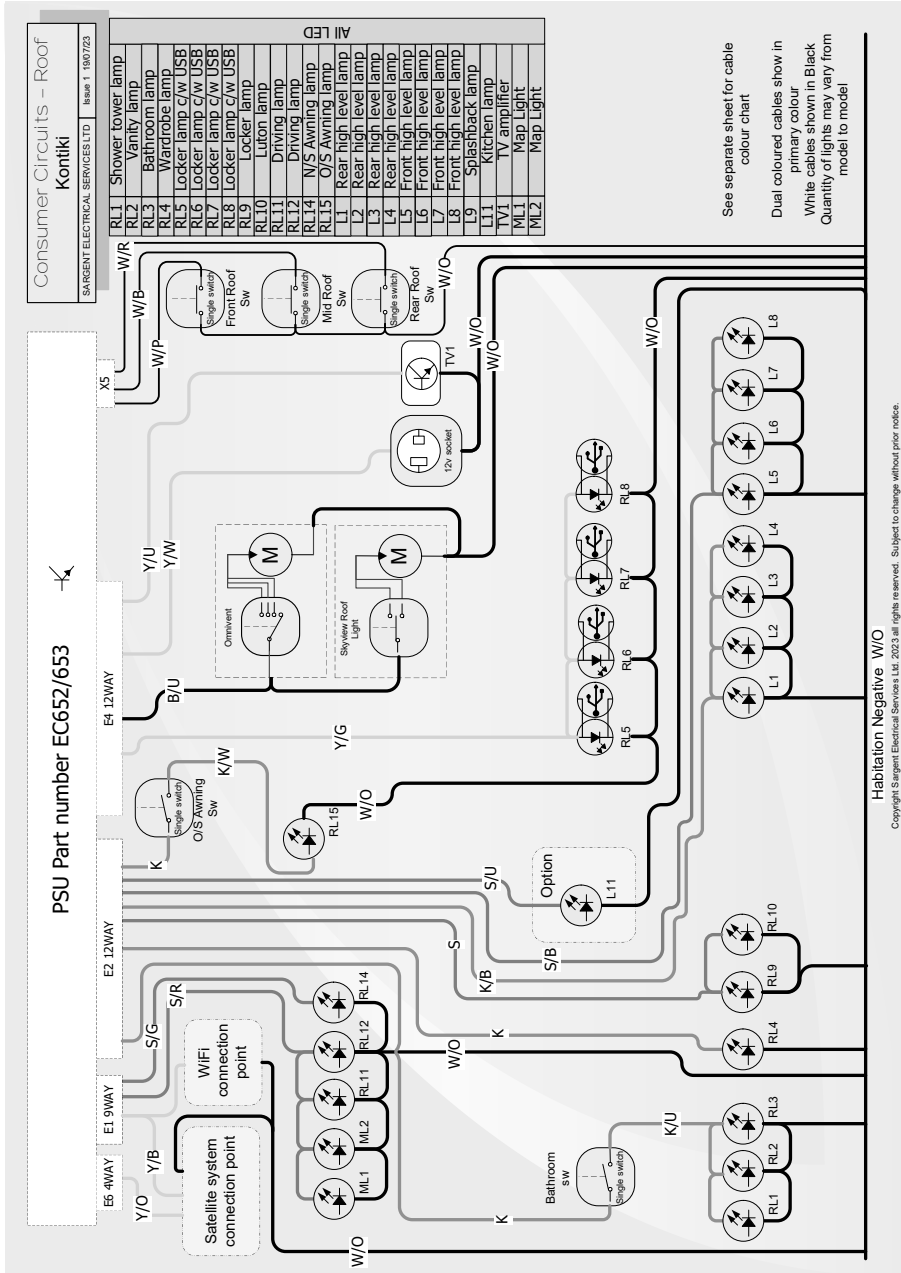 Consumer Circuits – Roof
Kontiki
SARGENT ELECTRICAL SERVICES LTD
Issue 1 19/07/23
RL1 Shower tower lamp
RL2 Vanity lamp
RL3 Bathroom lamp
RL4 Wardrobe lamp
RL5 Locker lamp c/w USB
RL6 Locker lamp c/w USB
RL7 Locker lamp c/w USB
RL8 Locker lamp c/w USB
RL9 Locker lamp
RL10 Luton lamp
RL11 Driving lamp
RL12 Driving lamp
RL14 N/S Awning lamp
RL15 O/S Awning lamp
L1 Rear high level lamp
L2 Rear high level lamp
L3 Rear high level lamp
L4 Rear high level lamp
L5 Front high level lamp
L6 Front high level lamp
L7 Front high level lamp
L8 Front high level lamp
L9 Splashback lamp
L11 Kitchen lamp
TV1 TV amplifier
ML1 Map Light
ML2 Map Light
All LED
See separate sheet for cable
colour chart
Dual coloured cables show in
primary colour
White cables shown in Black
Quantity of lights may vary from
model to model
PSU Part number EC652/653
E6 4WAY
E1 9WAY
E2 12WAY
E4 12WAY
X5
W/R
W/B
W/P
Single switch
Front Roof
Sw
Single switch
Mid Roof
Sw
Single switch
Rear Roof
Sw
W/O
Y/U
Y/W
TV1
12v socket
W/O
W/O
B/U
Omnivent
M
Skyview Roof
Light
M
Y/G
K
Single switch
O/S Awning
Sw
K/W
RL15
W/O
RL5
RL6
RL7
RL8
W/O
S/G
S/R
Y/O
Y/B
Satellite system
connection point
WiFi
connection
point
ML1
ML2
RL11
RL12
RL14
W/O
W/O
K
K
S
K/B
S/B
S/U
Option
L11
Bathroom
sw
Single switch
K/U
RL1
RL2
RL3
RL4
RL9
RL10
L1
L2
L3
L4
L5
L6
L7
L8
Habitation Negative W/O
Copyright Sargent Electrical Services Ltd. 2023 all rights reserved. Subject to change without prior notice.